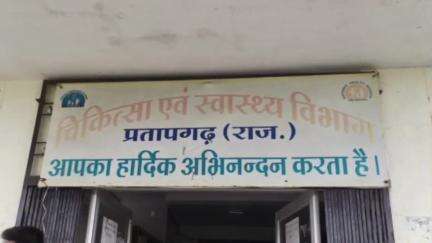 चिकित्सा एवं स्वास्थ्य विभाग
प्रतापगढ़ (राज.)
आपका हार्दिक अभिनन्दन करता है।